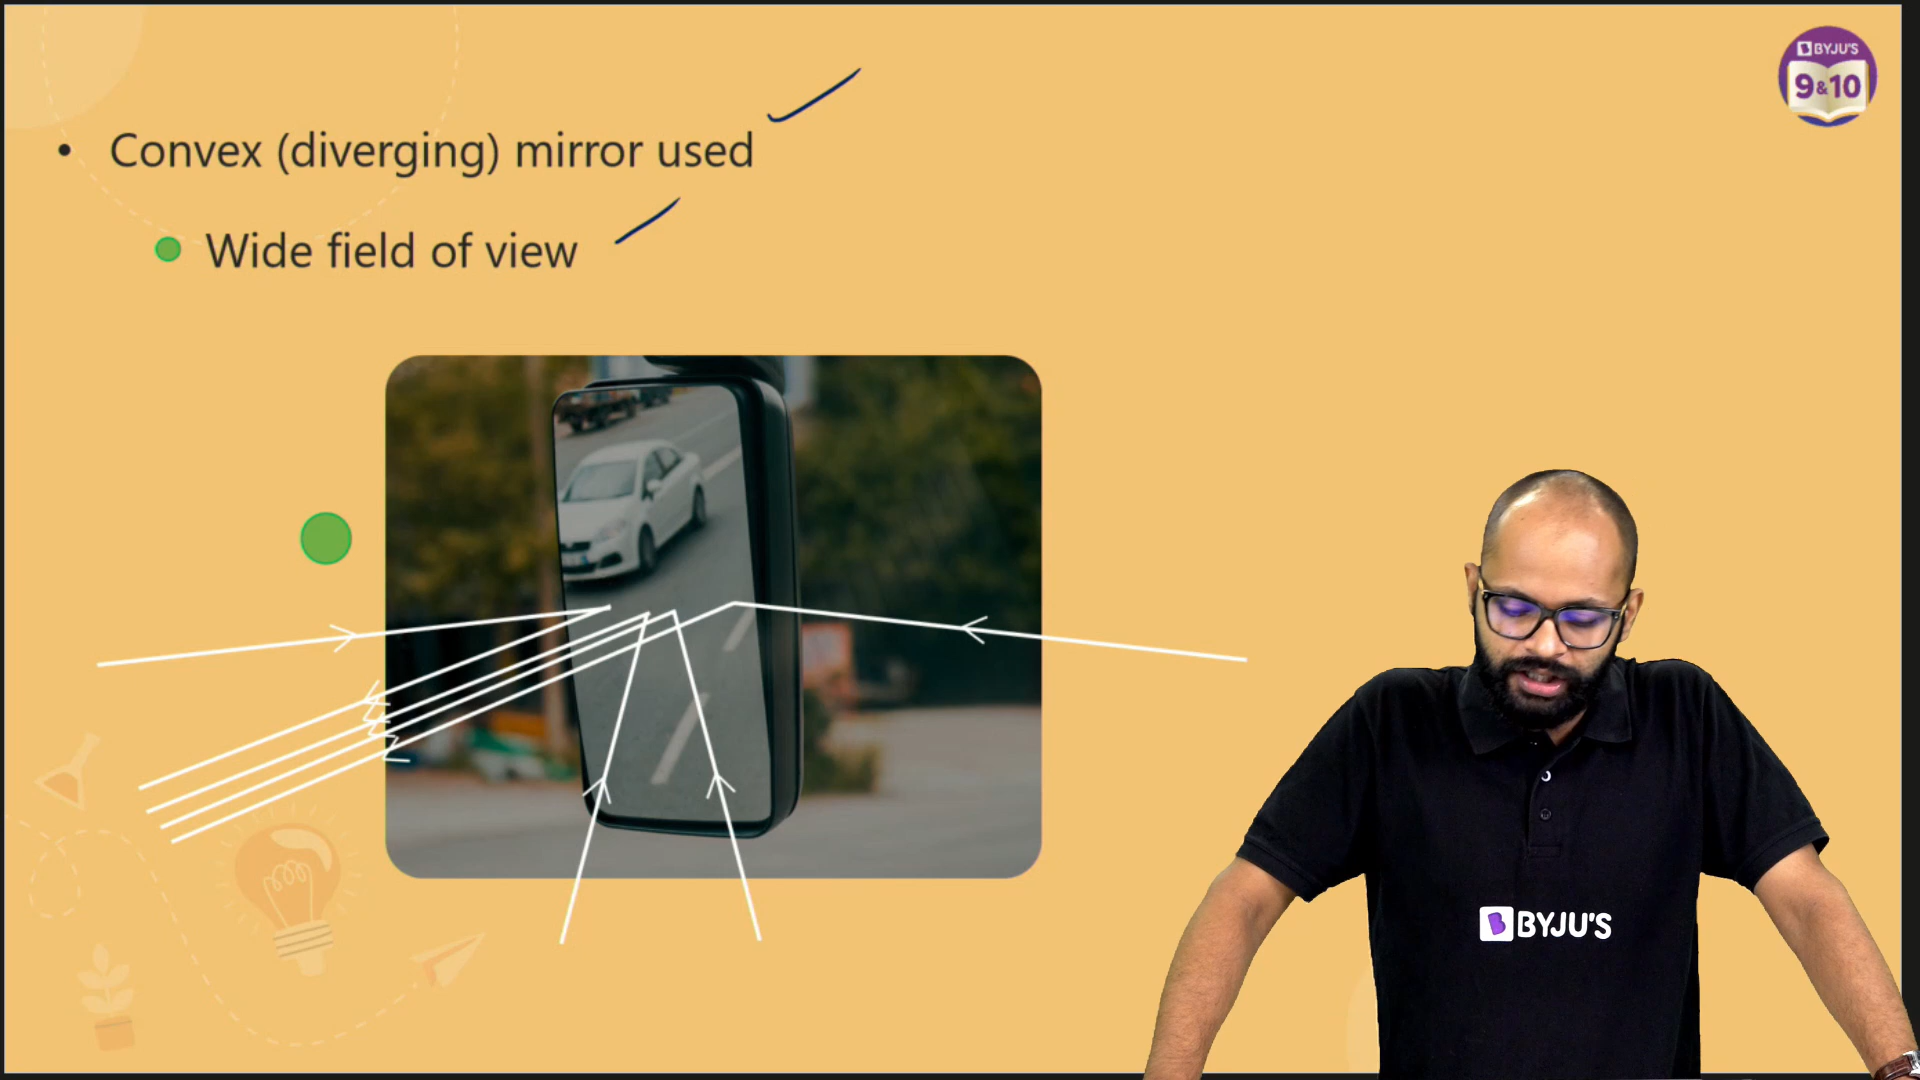 BYJU'S
9&10
• Convex (diverging) mirror used
Wide field of view
BYJU'S